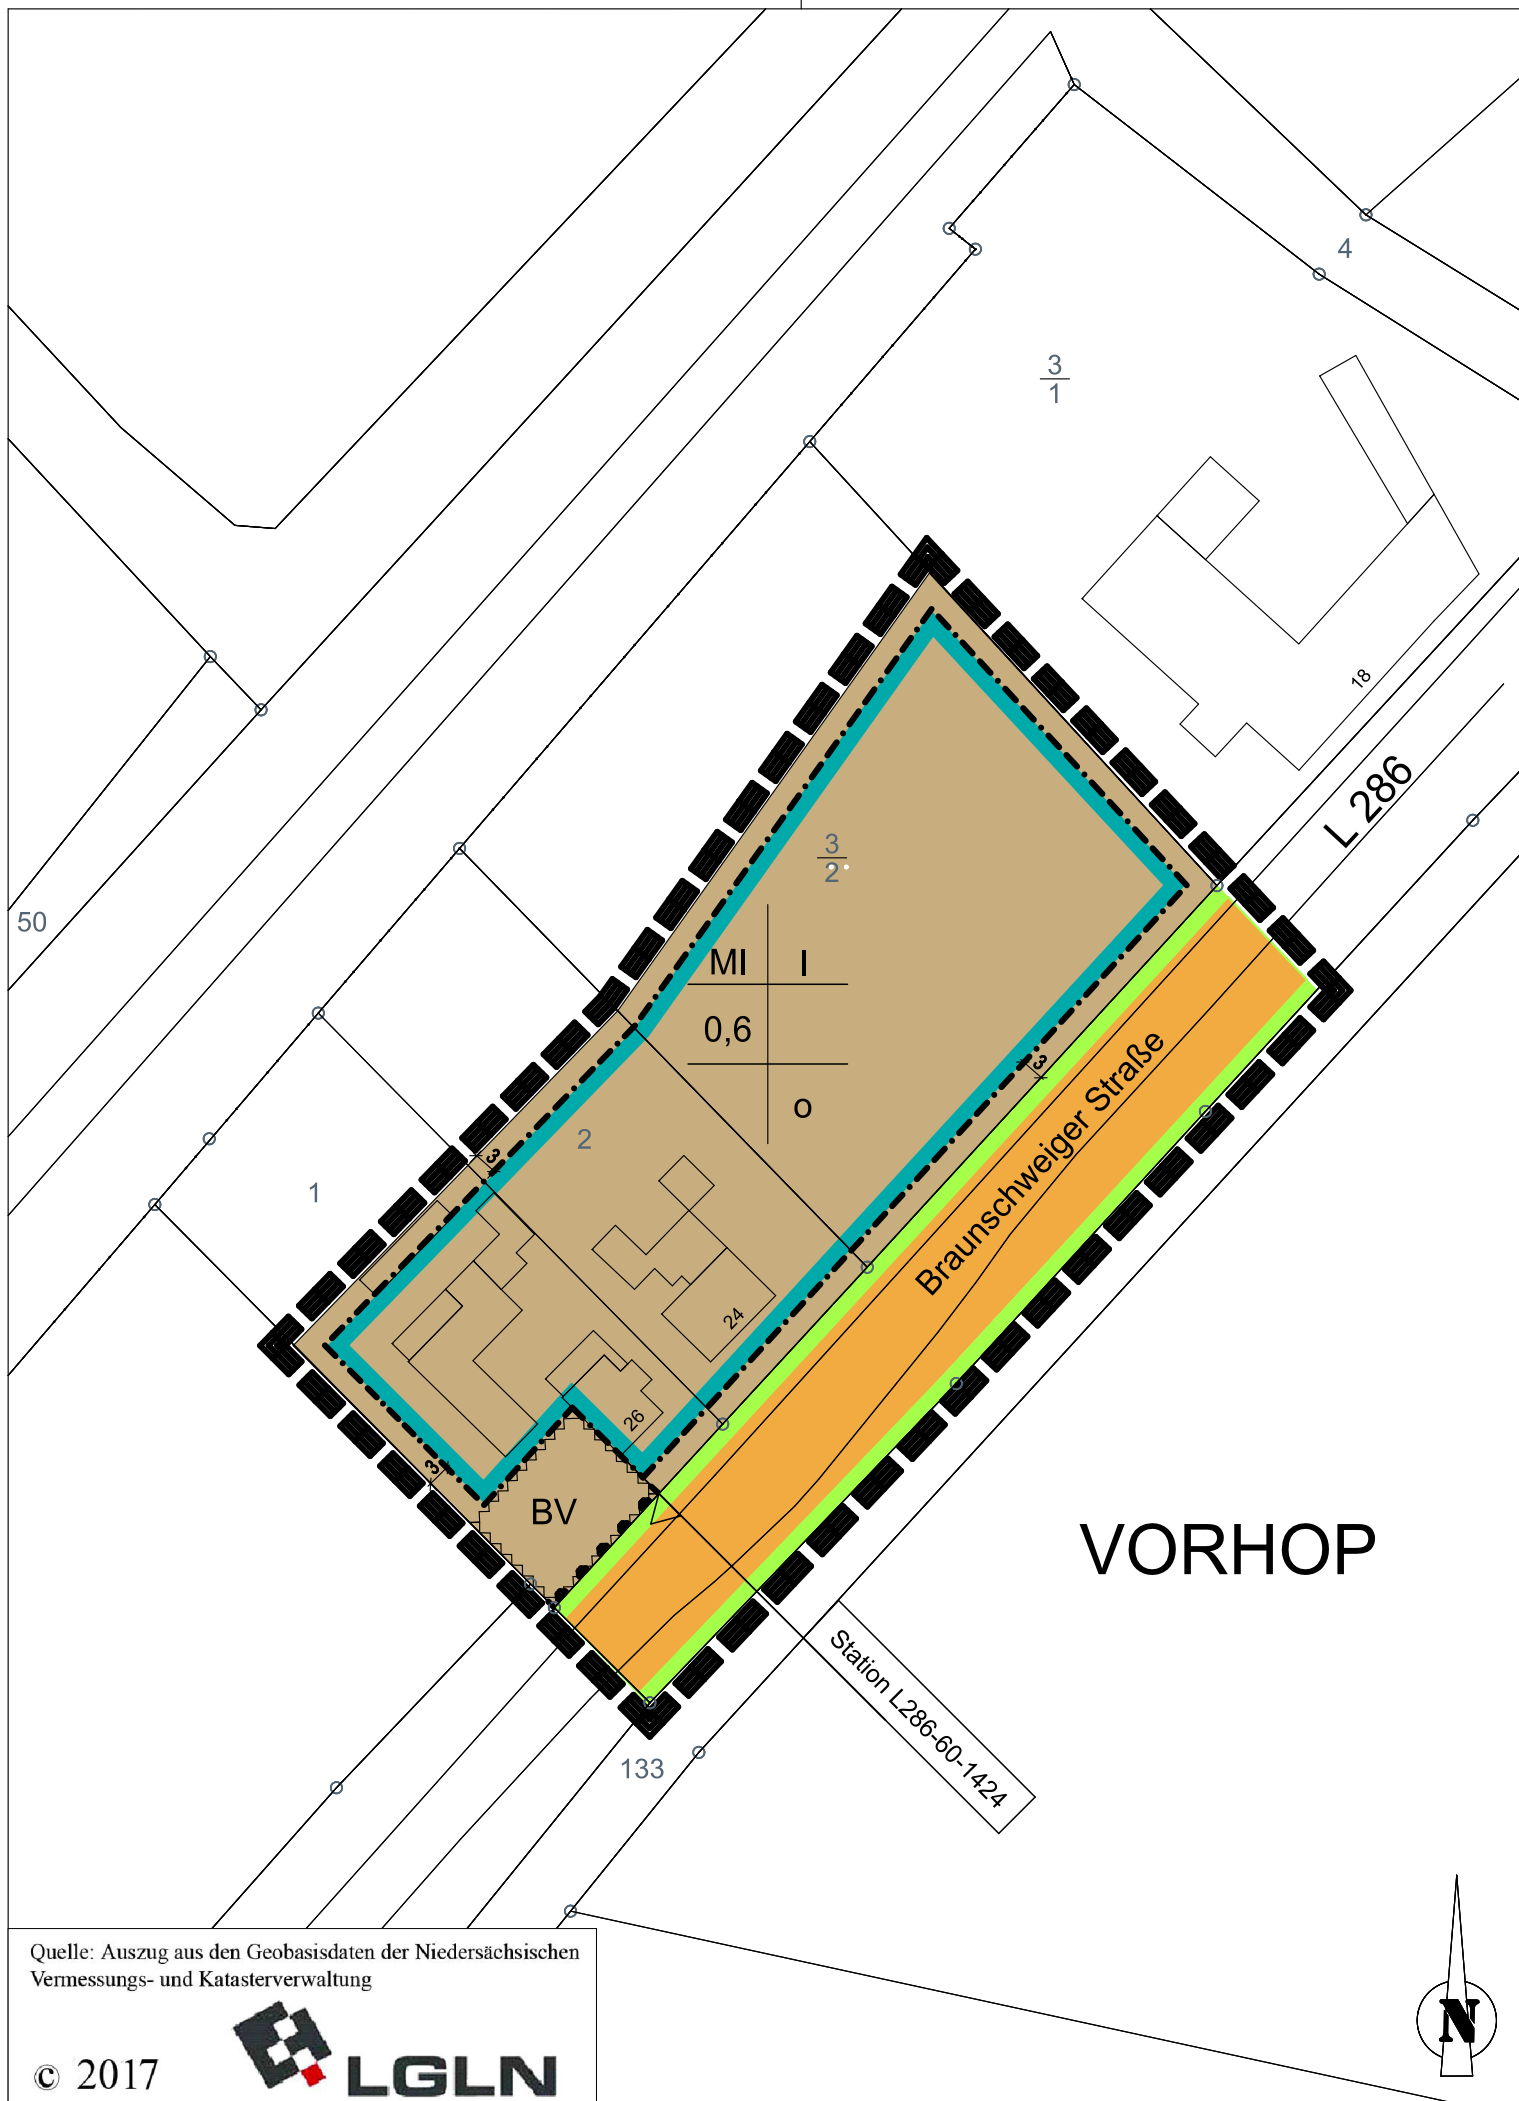 4
3
1
18
L 286
3
2
50
MI I
0,6
o
3
Braunschweiger Straße
2
3
1
24
26
3
BV
VORHOP
Station L286-60-1424
133
Quelle: Auszug aus den Geobasisdaten der Niedersächsischen
Vermessungs- und Katasterverwaltung
© 2017
LGLN
N